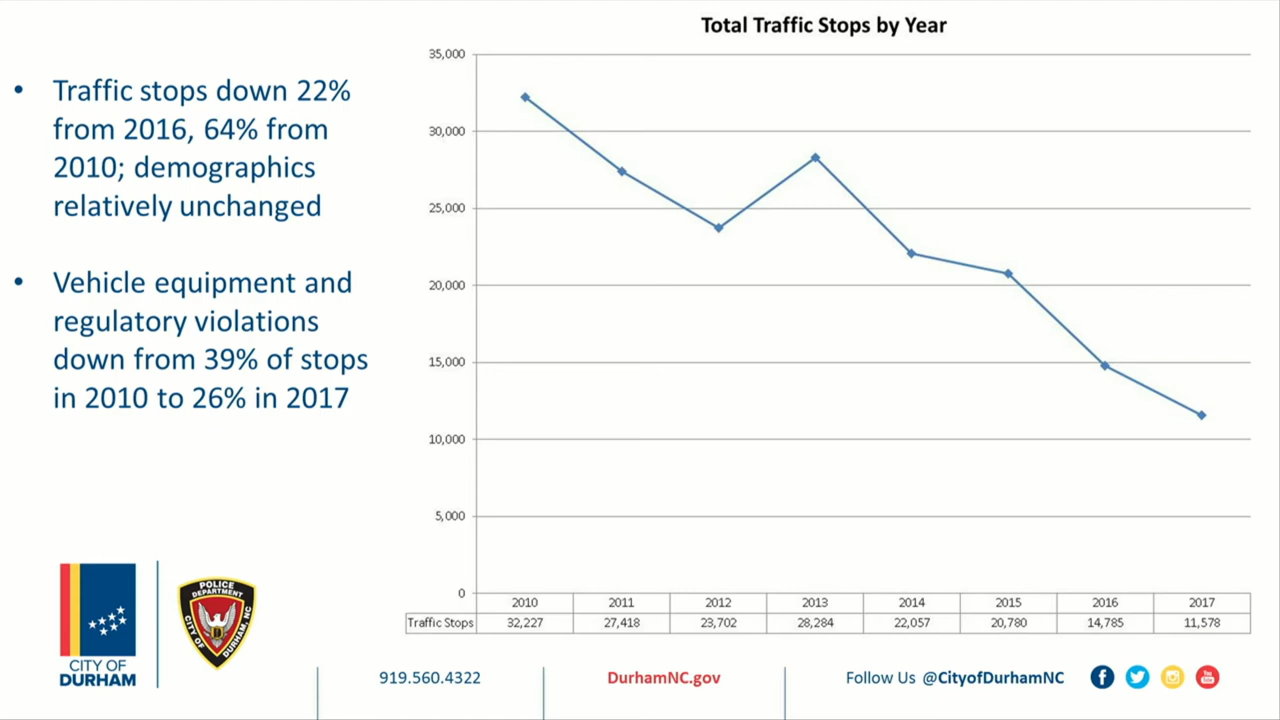 Total Traffic Stops by Year
• Traffic stops down 22%
from 2016, 64% from
2010; demographics
relatively unchanged
• Vehicle equipment and
regulatory violations
down from 39% of stops
in 2010 to 26% in 2017
35,000
30,000
25,000
20,000
15,000
10,000
5,000
0
2010 2011 2012 2013 2014 2015 2016 2017
Traffic Stops 32,227 27,418 23,702 28,284 22,057 20,780 14,785 11,578
CITY OF
DURHAM
POLICE
DEPARTMENT
CITY OF
DURHAM, NC
D
919.560.4322
DurhamNC.gov
Follow Us @CityofDurhamNC
f
You
Tube